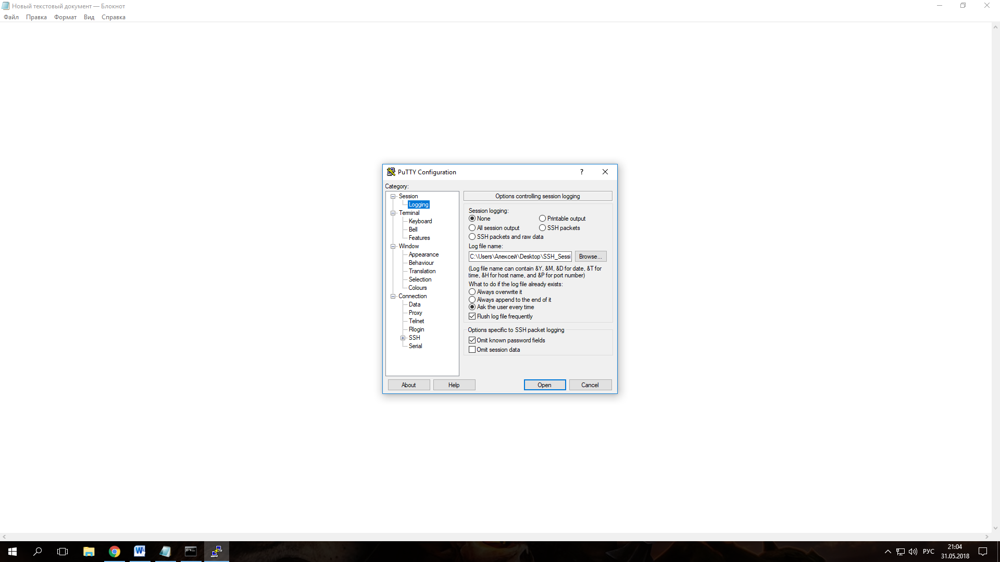 Новый текстовый документ — Блокнот
Файл Правка Формат Вид Справка
PuTTY Configuration
?
Category:
Session
Logging
Terminal
Keyboard
Bell
Features
Window
Appearance
Behaviour
Translation
Selection
Colours
Connection
Data
Proxy
Telnet
Rlogin
SSH
Serial
Options controlling session logging
Session logging:
None
Printable output
All session output
SSH packets
SSH packets and raw data
Log file name:
C:\Users\Алексей\Desktop\SSH_Sessi
Browse...
(Log file name can contain &Y, &M, &D for date, &T for
time, &H for host name, and &P for port number)
What to do if the log file already exists:
Always overwrite it
Always append to the end of it
Ask the user every time
Flush log file frequently
Options specific to SSH packet logging
Omit known password fields
Omit session data
About
Help
Open
Cancel
РУС
21:04
31.05.2018